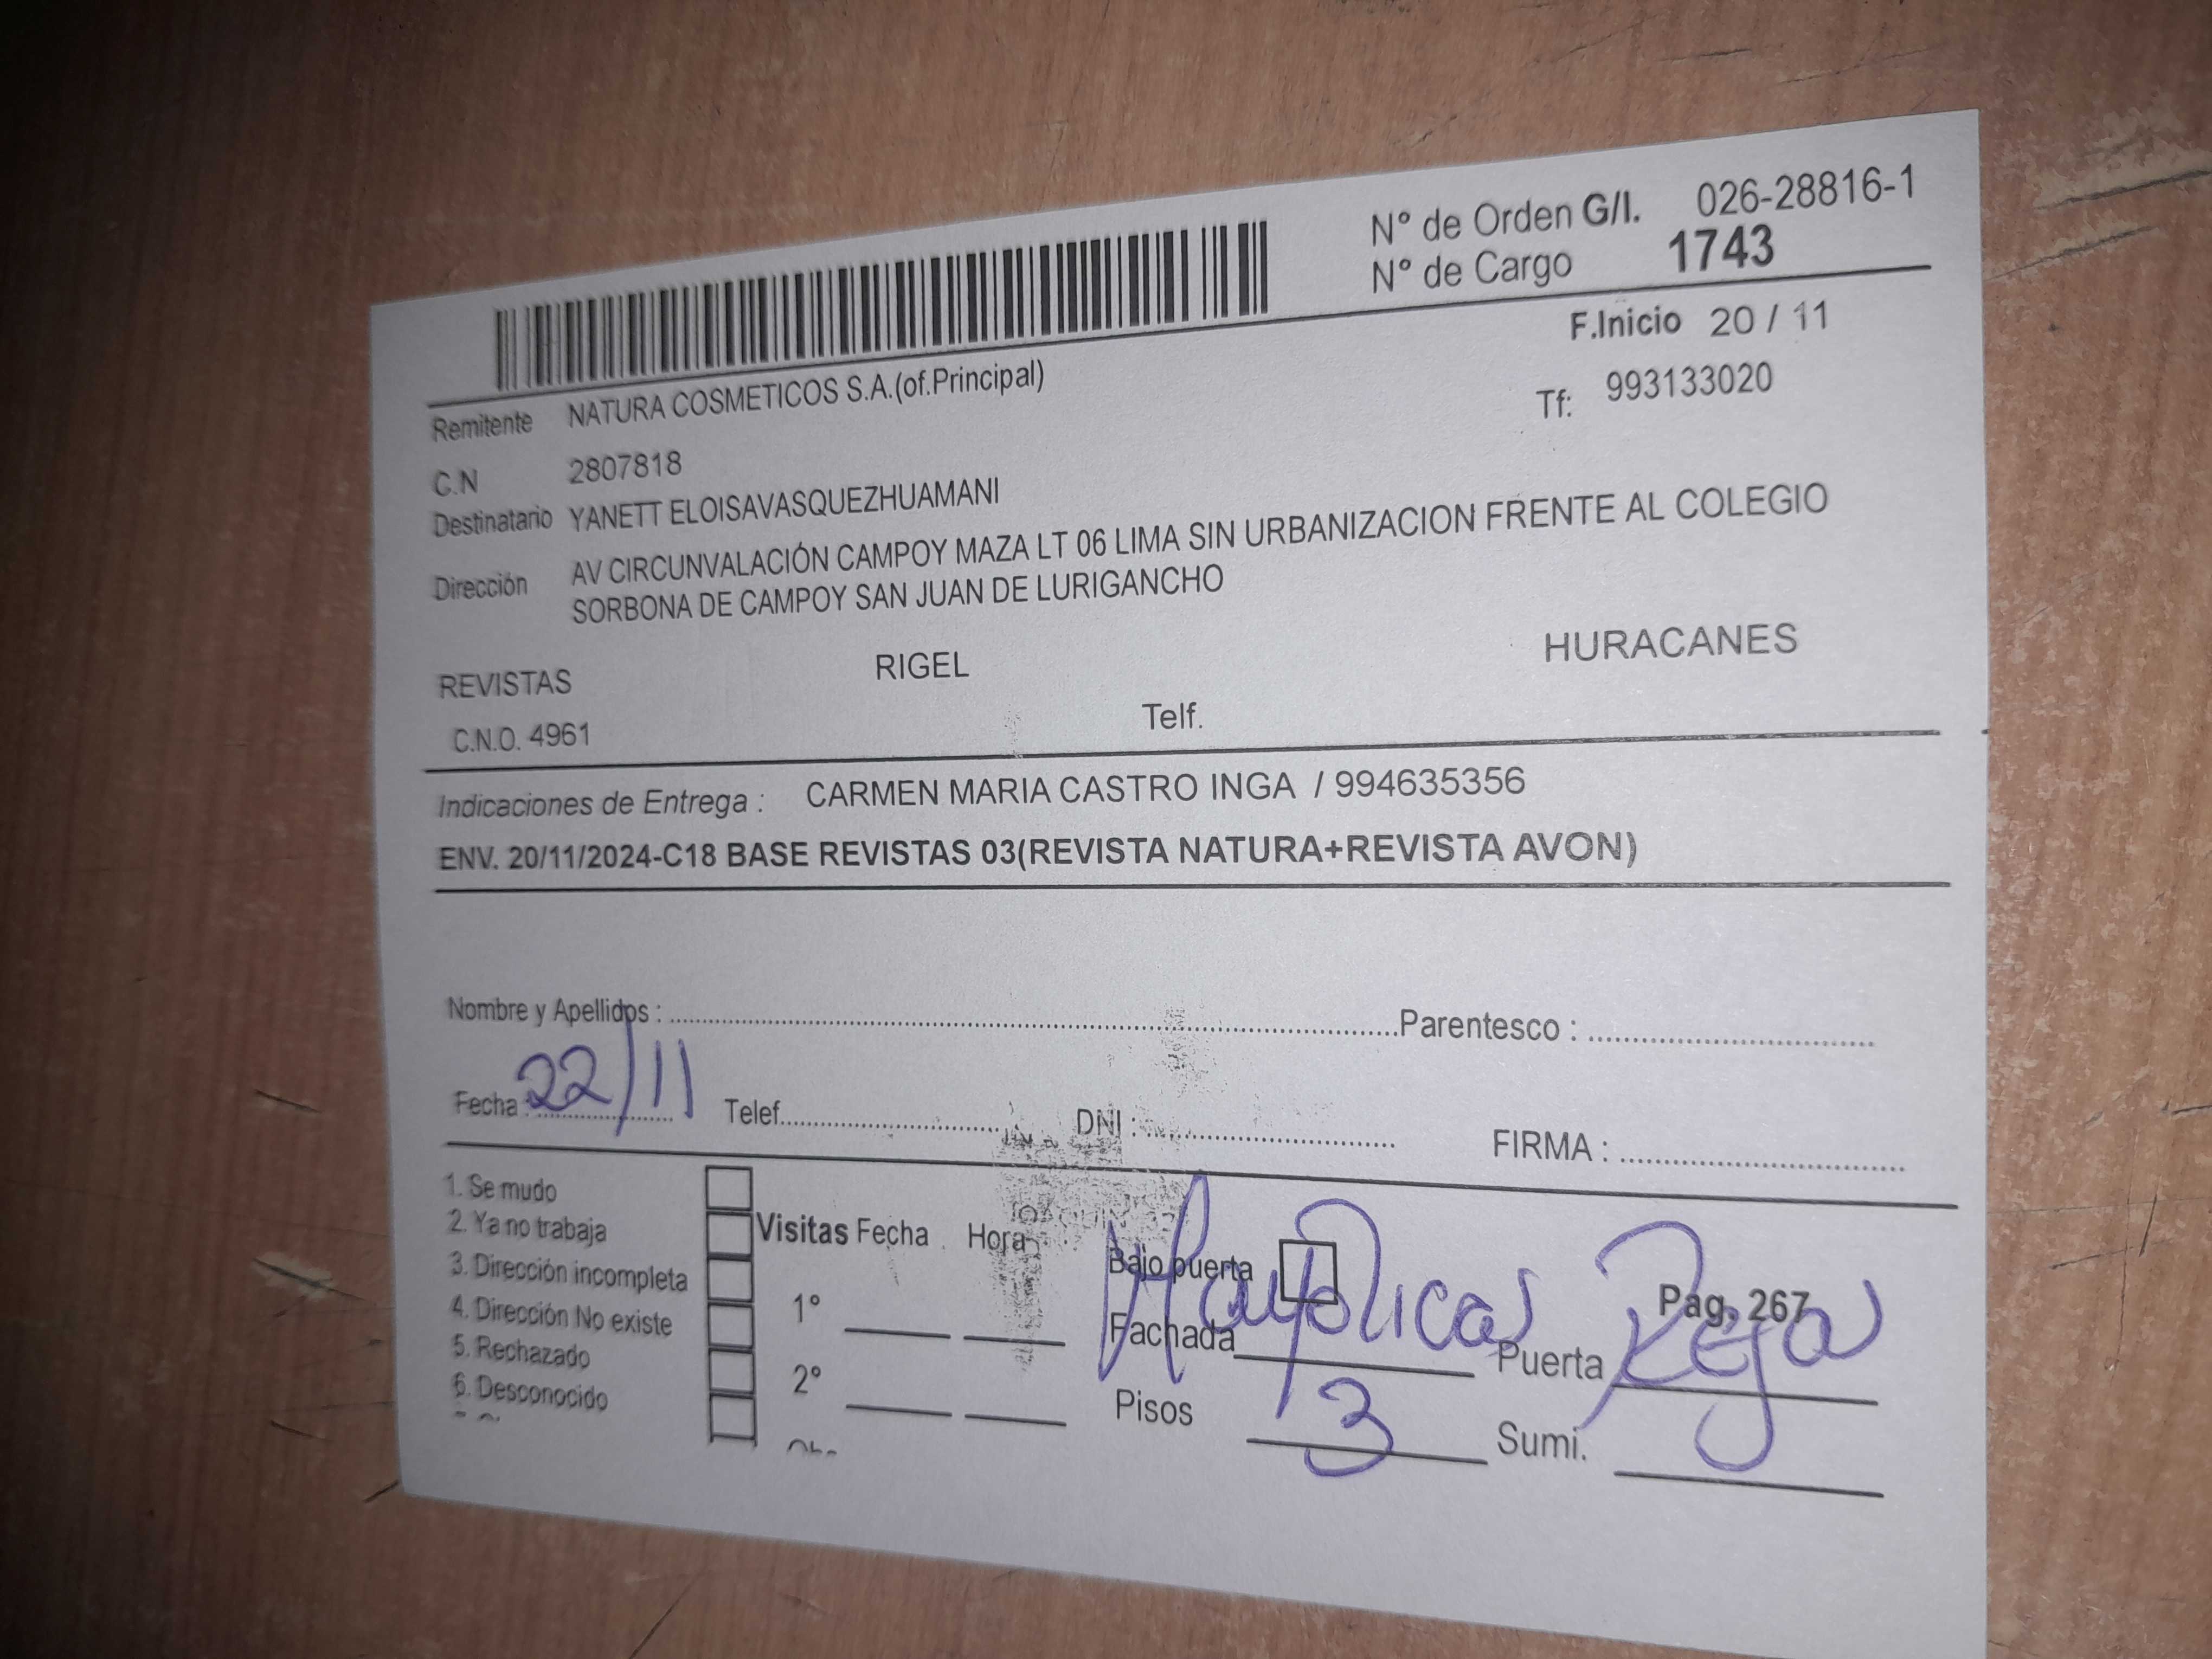 N° de Orden G/I. 026-28816-1
N° de Cargo 1743
F.Inicio 20 / 11
Remitente NATURA COSMETICOS S.A.(of.Principal)
Tf: 993133020
C.N 2807818
Destinatario YANETT ELOISAVASQUEZHUAMANI
Dirección AV CIRCUNVALACIÓN CAMPOY MAZA LT 06 LIMA SIN URBANIZACION FRENTE AL COLEGIO
SORBONA DE CAMPOY SAN JUAN DE LURIGANCHO
REVISTAS RIGEL HURACANES
C.N.O. 4961 Telf.
Indicaciones de Entrega : CARMEN MARIA CASTRO INGA / 994635356
ENV. 20/11/2024-C18 BASE REVISTAS 03(REVISTA NATURA+REVISTA AVON)
Nombre y Apellidos : Parentesco :
Fecha : 22/11 Telef. DNI : FIRMA :
1. Se mudo
2. Ya no trabaja
3. Dirección incompleta
4. Dirección No existe
5. Rechazado
6. Desconocido
Visitas Fecha Hora
1°
2°
Bajo puerta
Pag. 267
Fachada Puerta Reja
Pisos 3 Sumi.